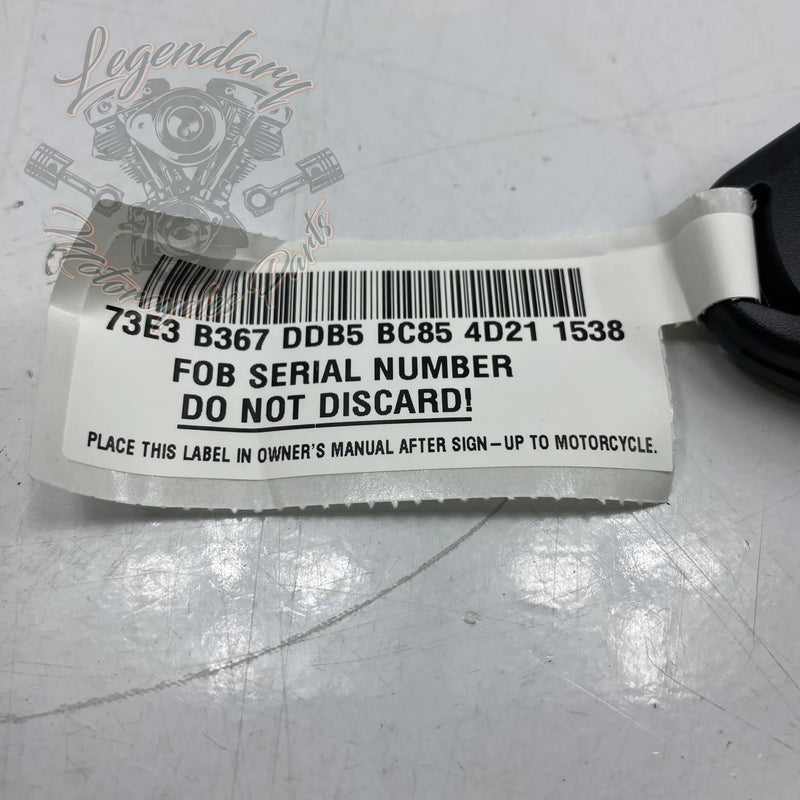 Legendary
Motorcycles Parts
73E3 B367 DDB5 BC85 4D21 1538
FOB SERIAL NUMBER
DO NOT DISCARD!
PLACE THIS LABEL IN OWNER'S MANUAL AFTER SIGN-UP TO MOTORCYCLE.